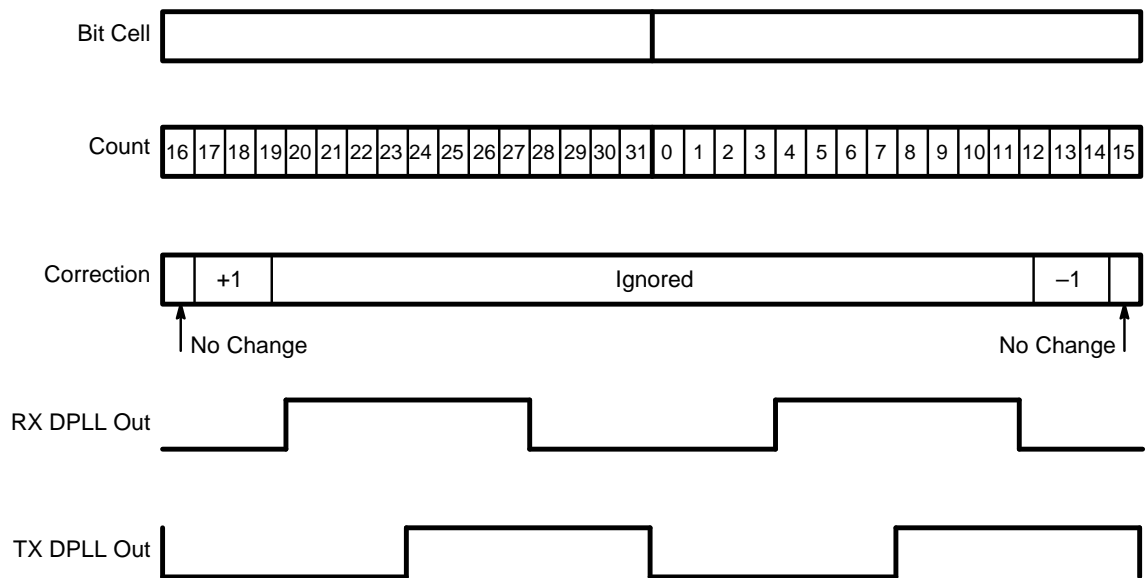 Bit Cell
Count 16 17 18 19 20 21 22 23 24 25 26 27 28 29 30 31 0 1 2 3 4 5 6 7 8 9 10 11 12 13 14 15
Correction +1 Ignored –1
No Change No Change
RX DPLL Out
TX DPLL Out